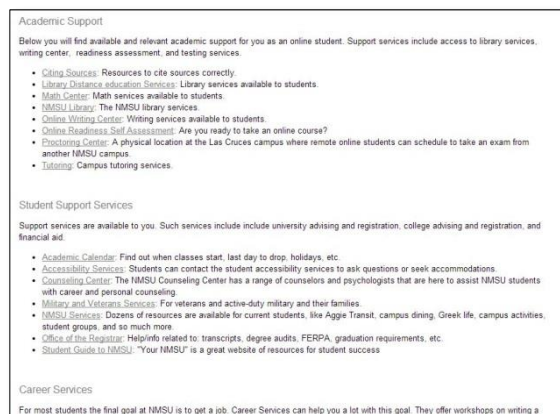 Academic Support
Below you will find available and relevant academic support for you as an online student. Support services include access to library services,
writing center, readiness assessment, and testing services.
• Citing Sources: Resources to cite sources correctly.
• Library Distance education Services: Library services available to students.
• Math Center: Math services available to students.
• NMSU Library: The NMSU library services.
• Online Writing Center: Writing services available to students.
• Online Readiness Self Assessment: Are you ready to take an online course?
• Proctoring Center: A physical location at the Las Cruces campus where remote online students can schedule to take an exam from
another NMSU campus.
• Tutoring: Campus tutoring services.
Student Support Services
Support services are available to you. Such services include include university advising and registration, college advising and registration, and
financial aid.
• Academic Calendar: Find out when classes start, last day to drop, holidays, etc.
• Accessibility Services: Students can contact the student accessibility services to ask questions or seek accommodations.
• Counseling Center: The NMSU Counseling Center has a range of counselors and psychologists that are here to assist NMSU students
with career and personal counseling.
• Military and Veterans Services: For veterans and active-duty military and their families.
• NMSU Services: Dozens of resources are available for current students, like Aggie Transit, campus dining, Greek life, campus activities,
student groups, and so much more.
• Office of the Registrar: Help/info related to: transcripts, degree audits, FERPA, graduation requirements, etc.
• Student Guide to NMSU: "Your NMSU" is a great website of resources for student success
Career Services
For most students the final goal at NMSU is to get a job. Career Services can help you a lot with this goal. They offer workshops on writing a